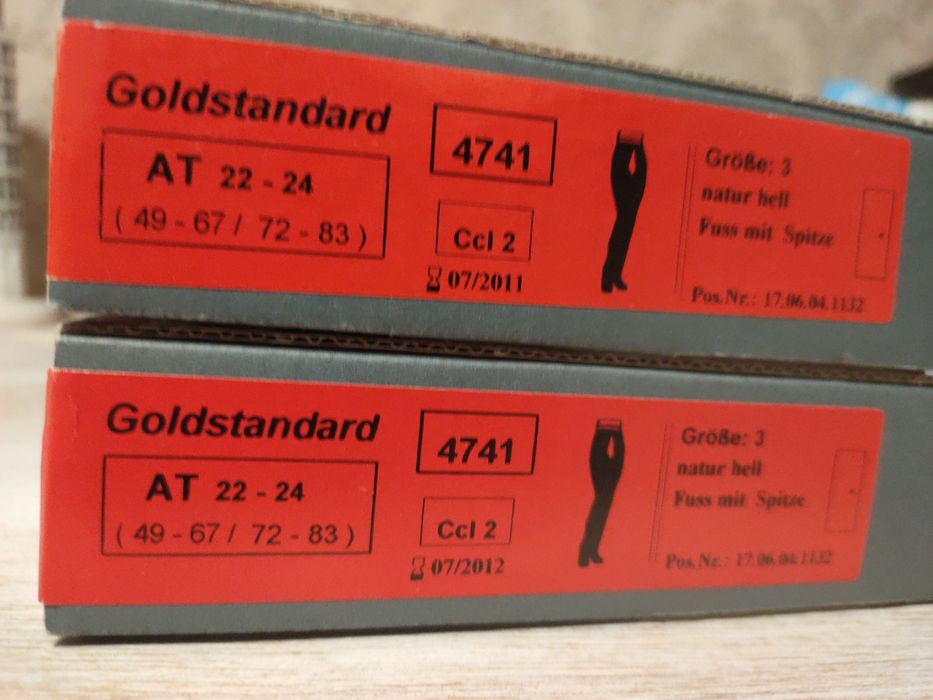 Goldstandard
AT 22 - 24
( 49 - 67 / 72 - 83 )
4741
Ccl 2
07/2011
Größe: 3
natur hell
Fuss mit Spitze
Pos.Nr.: 17.06.04.1132
Goldstandard
AT 22 - 24
( 49 - 67 / 72 - 83 )
4741
Ccl 2
07/2012
Größe: 3
natur hell
Fuss mit Spitze
Pos.Nr.: 17.06.04.1132